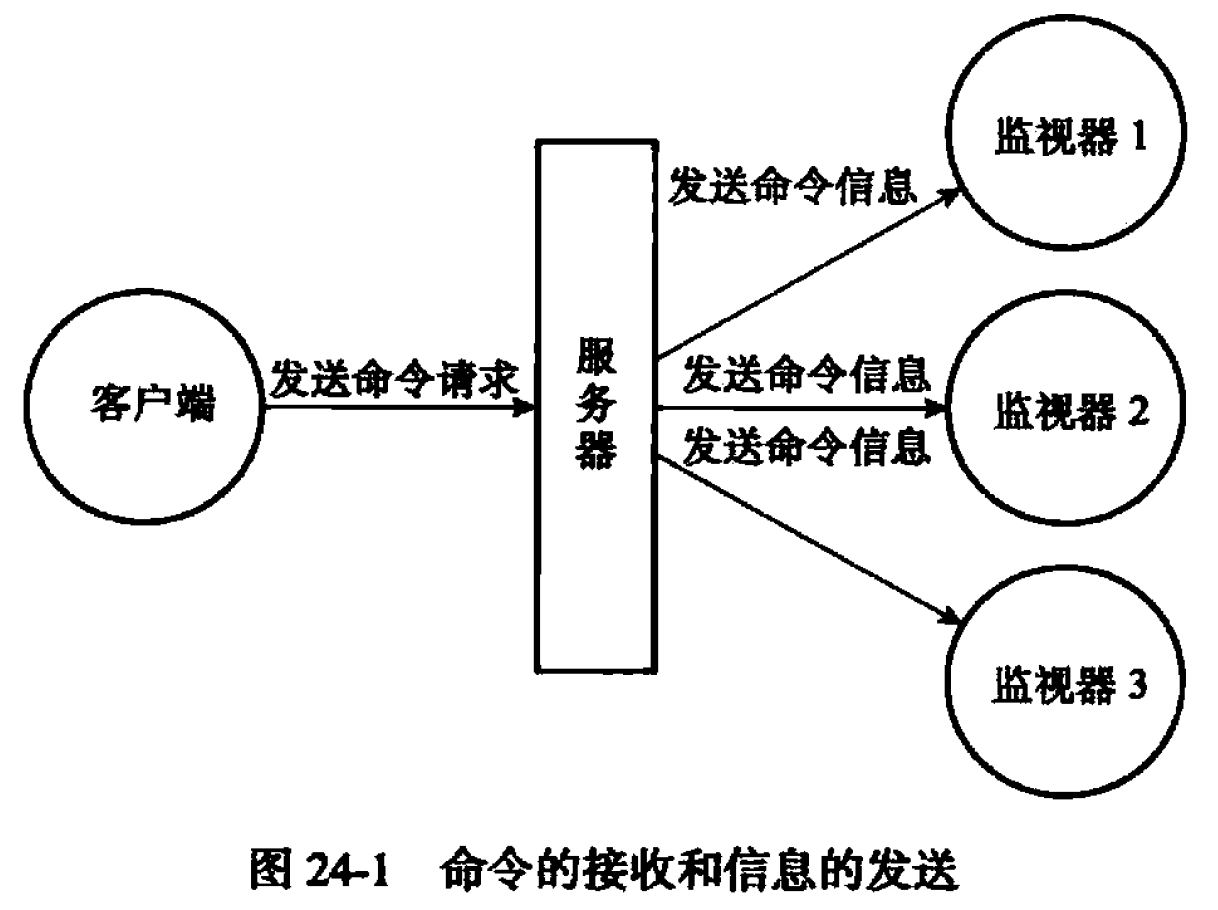 监视器 1
发送命令信息
客户端
发送命令请求
服务器
发送命令信息
监视器 2
发送命令信息
监视器 3
图 24-1 命令的接收和信息的发送